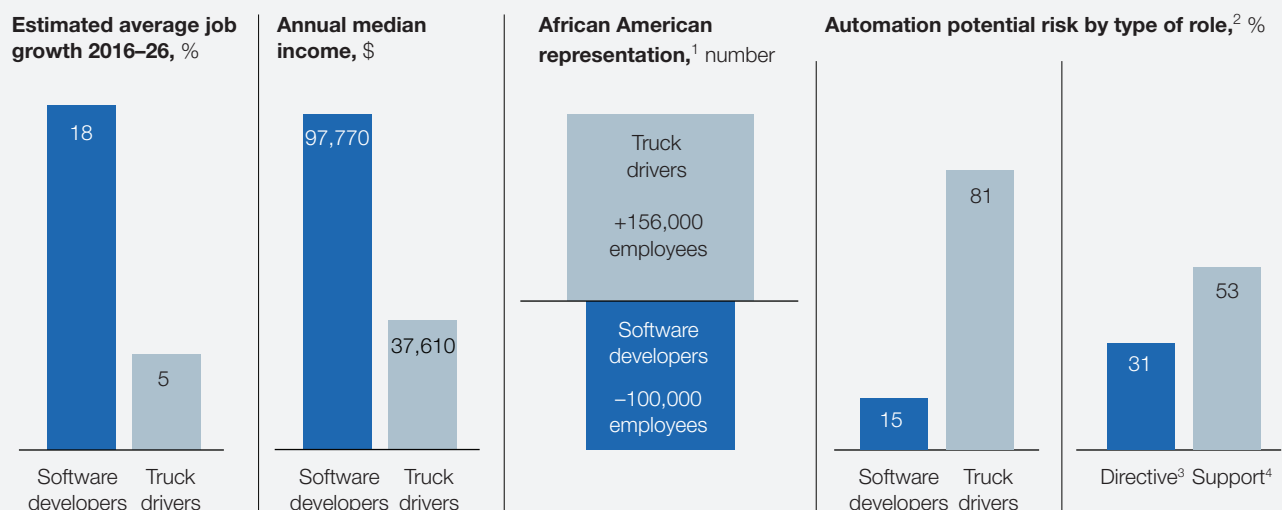 Estimated average job
growth 2016–26, %
18
5
Software
developers
Truck
drivers
Annual median
income, $
97,770
37,610
Software
developers
Truck
drivers
African American
representation,¹ number
Truck
drivers
+156,000
employees
Software
developers
–100,000
employees
Automation potential risk by type of role,² %
15
81
Software
developers
Truck
drivers
31
53
Directive³
Support⁴